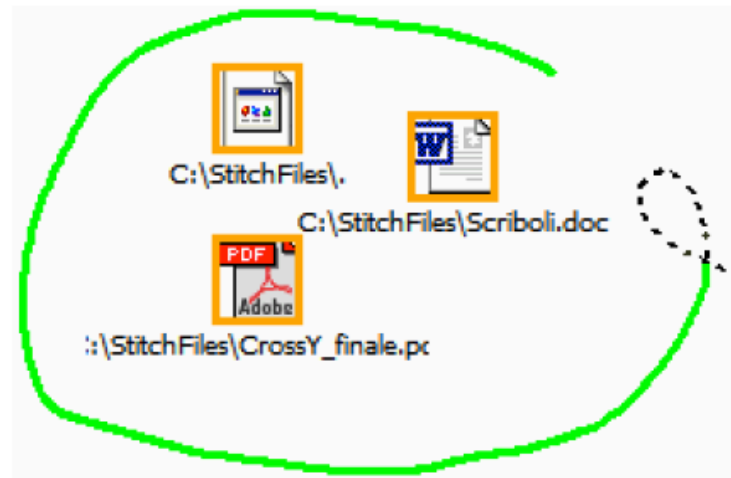 C:\StitchFiles\.
W
C:\StitchFiles\Scriboli.doc
PDF
Adobe
:\StitchFiles\CrossY_finale.pc